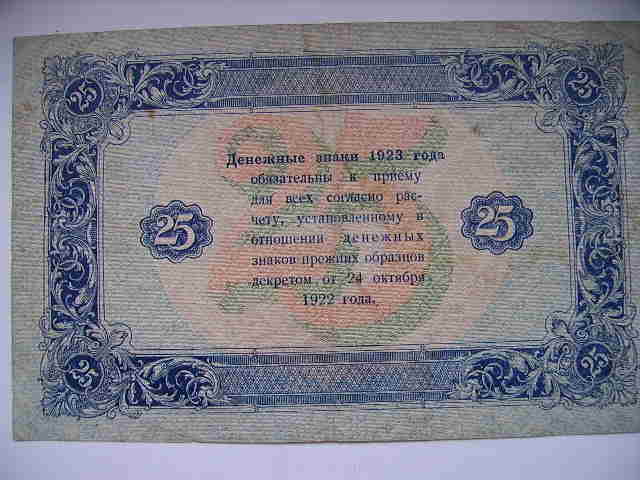 25 25
Денежные знаки 1923 года
обязательны к приему
для всех согласно рас-
чету, установленному в
25 25
отношении денежных
знаков прежних образцов
декретом от 24 октября
1922 года.
25 25